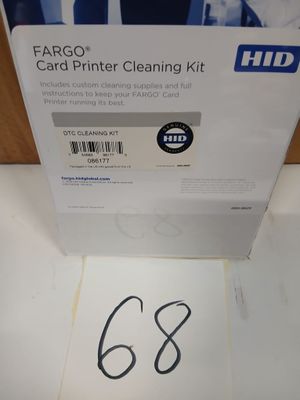 FARGO®
Card Printer Cleaning Kit
HID
Includes custom cleaning supplies and full
instructions to keep your FARGO® Card
Printer running its best.
DTC CLEANING KIT
GENUINE
HID
086177
fargo.hidglobal.com
68
68